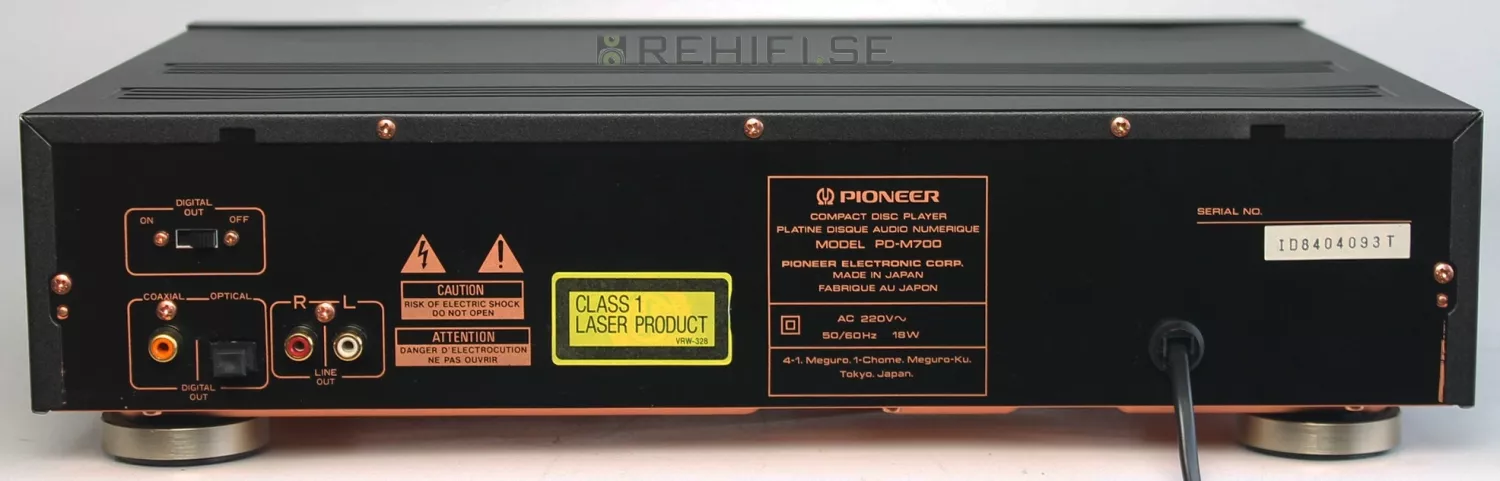 REHIFI.SE
DIGITAL
OUT
ON OFF
COAXIAL OPTICAL
DIGITAL
OUT
R L
LINE
OUT
CAUTION
RISK OF ELECTRIC SHOCK
DO NOT OPEN
ATTENTION
DANGER D'ELECTROCUTION
NE PAS OUVRIR
CLASS 1
LASER PRODUCT
VRW-328
PIONEER
COMPACT DISC PLAYER
PLATINE DISQUE AUDIO NUMERIQUE
MODEL PD-M700
PIONEER ELECTRONIC CORP.
MADE IN JAPAN
FABRIQUE AU JAPON
AC 220V~
50/60Hz 18W
4-1, Meguro, 1-Chome, Meguro-Ku,
Tokyo, Japan.
SERIAL NO.
ID8404093T